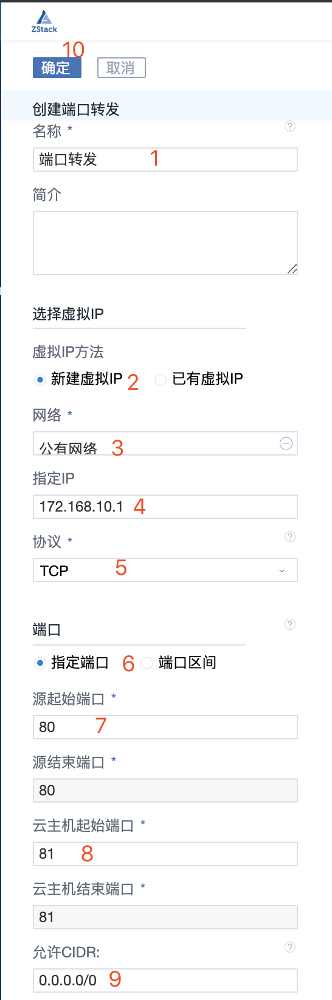 ZStack
10
确定 取消
创建端口转发
名称 * ?
端口转发 1
简介
选择虚拟IP
虚拟IP方法
新建虚拟IP 2 已有虚拟IP
网络 *
公有网络 3
指定IP
172.168.10.1 4
协议 * ?
TCP 5
端口 ?
指定端口 6 端口区间
源起始端口 *
80 7
源结束端口 *
80
云主机起始端口 *
81 8
云主机结束端口 *
81
允许CIDR: ?
0.0.0.0/0 9